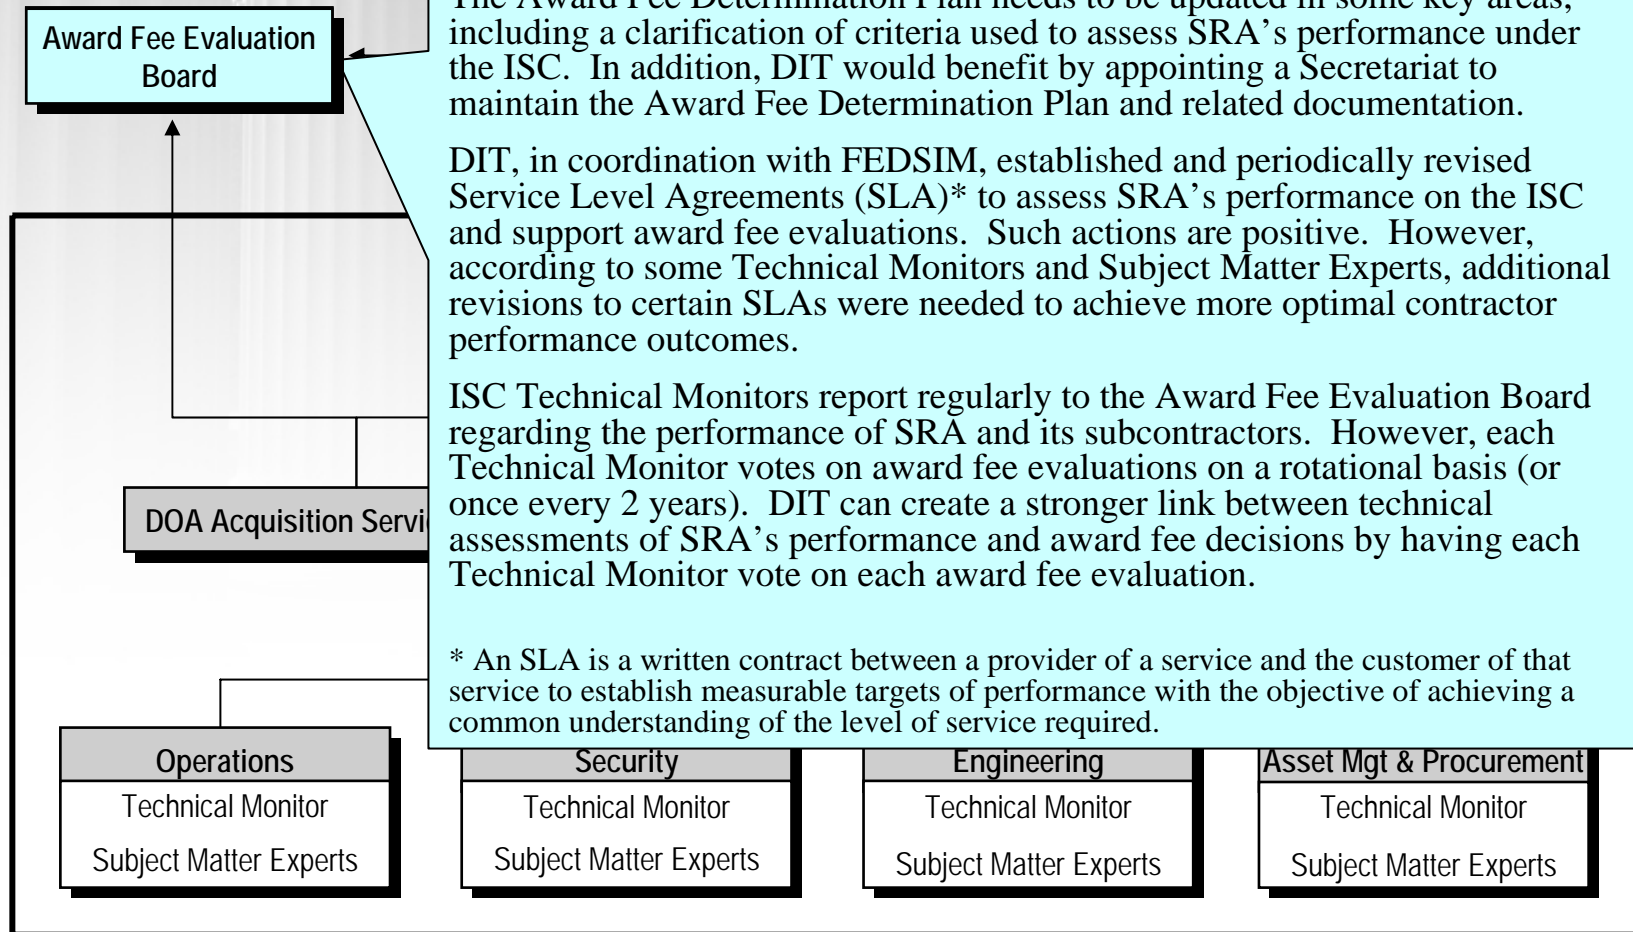 Award Fee Evaluation
Board
The Award Fee Determination Plan needs to be updated in some key areas,
including a clarification of criteria used to assess SRA’s performance under
the ISC.  In addition, DIT would benefit by appointing a Secretariat to
maintain the Award Fee Determination Plan and related documentation.
DIT, in coordination with FEDSIM, established and periodically revised
Service Level Agreements (SLA)* to assess SRA’s performance on the ISC
and support award fee evaluations.  Such actions are positive.  However,
according to some Technical Monitors and Subject Matter Experts, additional
revisions to certain SLAs were needed to achieve more optimal contractor
performance outcomes.
ISC Technical Monitors report regularly to the Award Fee Evaluation Board
regarding the performance of SRA and its subcontractors.  However, each
Technical Monitor votes on award fee evaluations on a rotational basis (or
once every 2 years).  DIT can create a stronger link between technical
assessments of SRA’s performance and award fee decisions by having each
Technical Monitor vote on each award fee evaluation.
* An SLA is a written contract between a provider of a service and the customer of that
service to establish measurable targets of performance with the objective of achieving a
common understanding of the level of service required.
DOA Acquisition Servi
Operations
Technical Monitor
Subject Matter Experts
Security
Technical Monitor
Subject Matter Experts
Engineering
Technical Monitor
Subject Matter Experts
Asset Mgt & Procurement
Technical Monitor
Subject Matter Experts